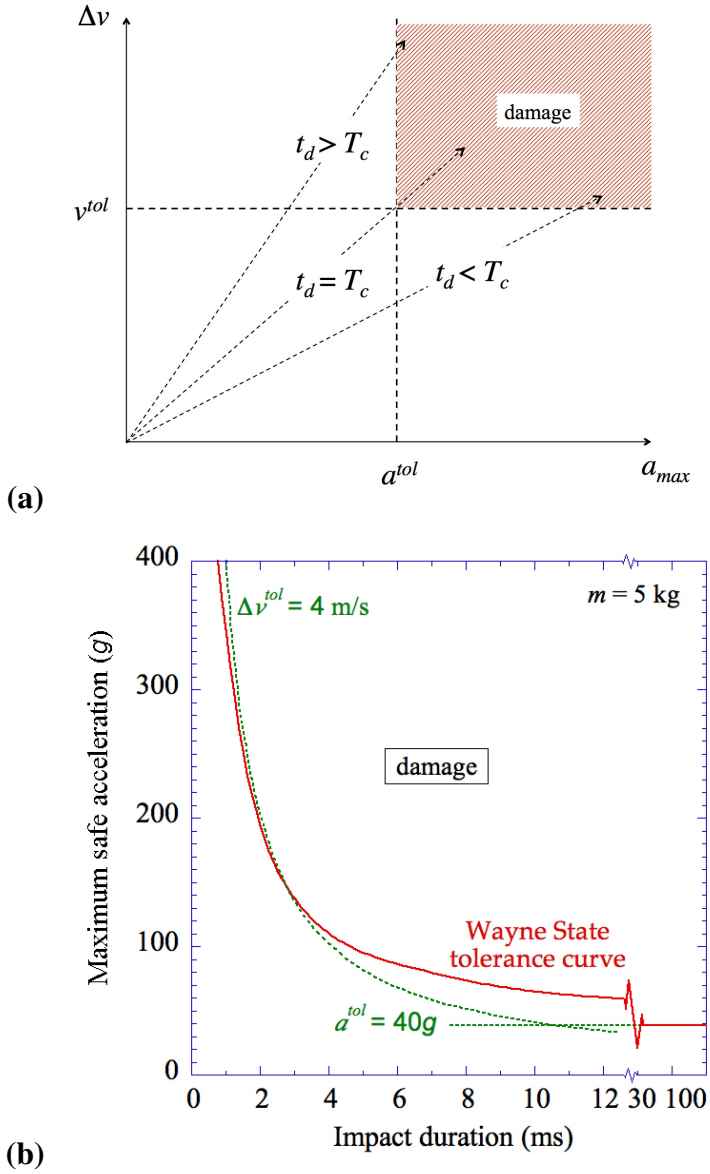 Δv
damage
t_d > T_c
v^tol
t_d = T_c
t_d < T_c
a^tol
a_max
(a)
400
Δv^tol = 4 m/s
m = 5 kg
300
damage
200
Maximum safe acceleration (g)
100
Wayne State
tolerance curve
a^tol = 40g
0
0 2 4 6 8 10 12 30 100
Impact duration (ms)
(b)